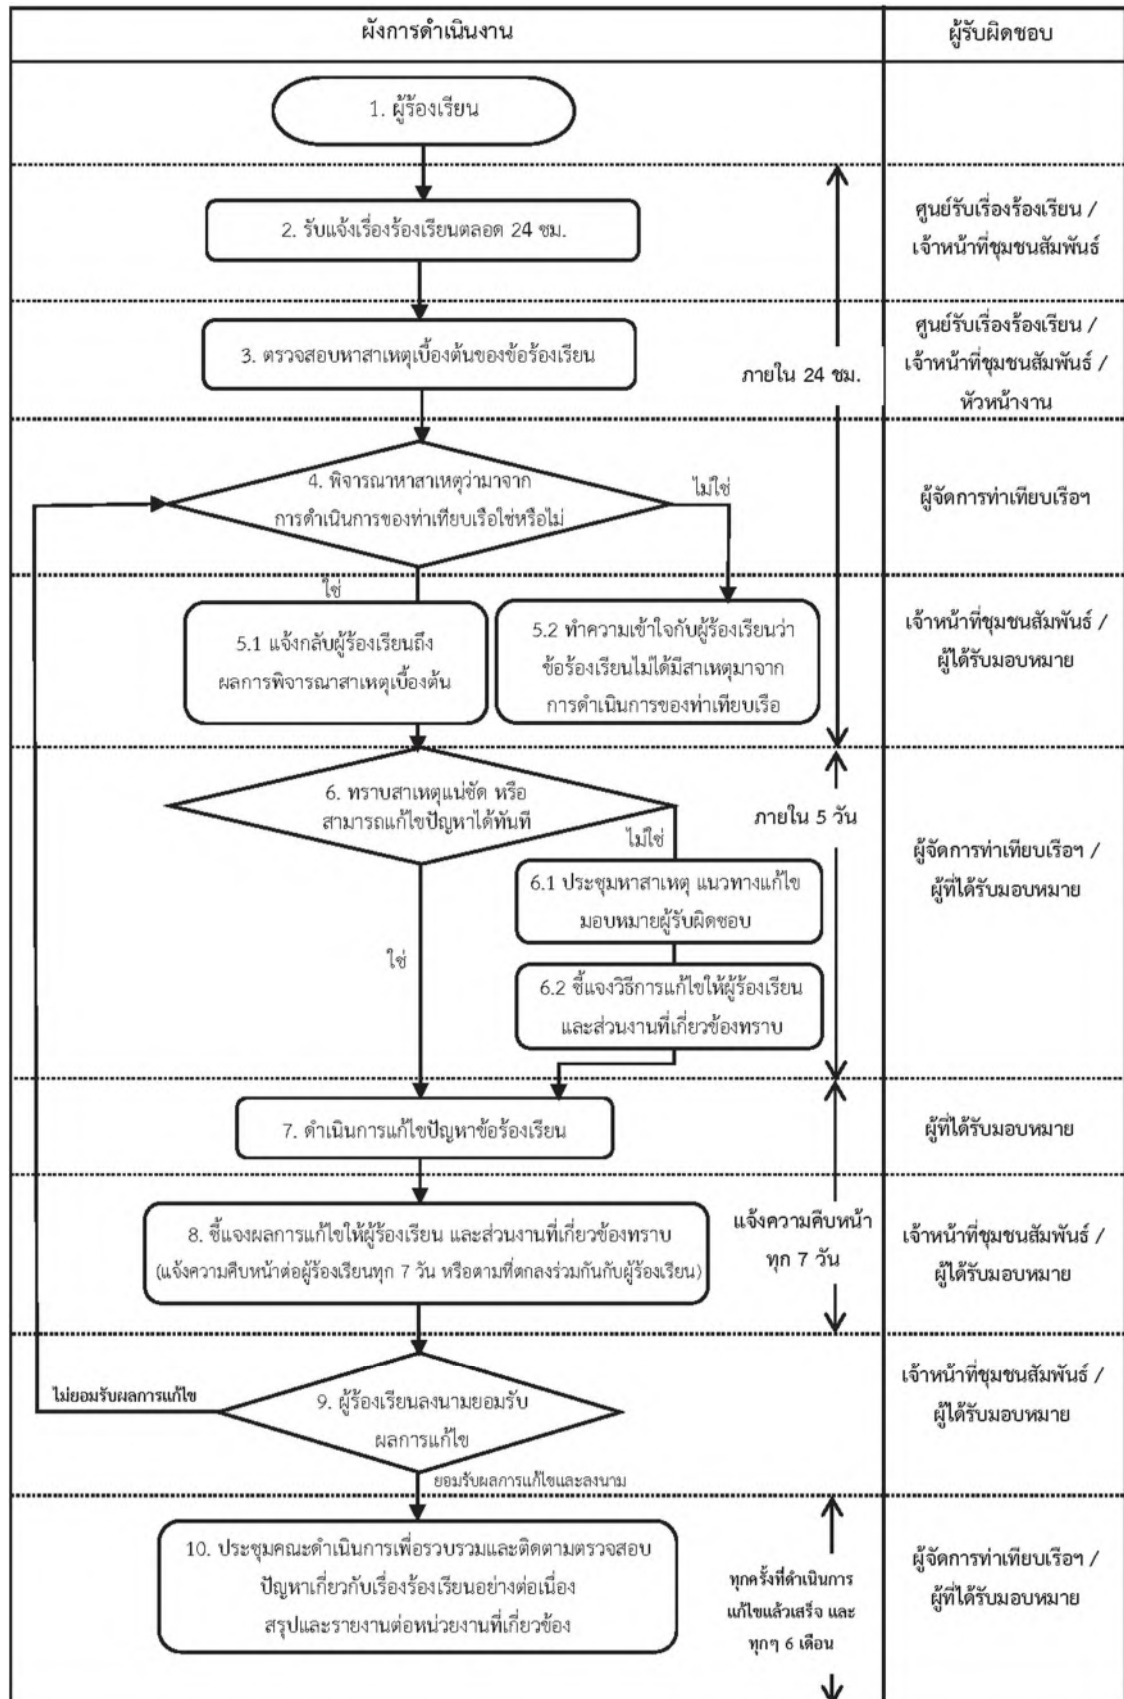 ผังการดำเนินงาน
ผู้รับผิดชอบ
1. ผู้ร้องเรียน
2. รับแจ้งเรื่องร้องเรียนตลอด 24 ชม.
ศูนย์รับเรื่องร้องเรียน /
เจ้าหน้าที่ชุมชนสัมพันธ์
3. ตรวจสอบหาสาเหตุเบื้องต้นของข้อร้องเรียน
ภายใน 24 ชม.
ศูนย์รับเรื่องร้องเรียน /
เจ้าหน้าที่ชุมชนสัมพันธ์ /
หัวหน้างาน
4. พิจารณาหาสาเหตุว่ามาจาก
การดำเนินการของท่าเทียบเรือใช่หรือไม่
ไม่ใช่
ผู้จัดการท่าเทียบเรือฯ
ใช่
5.1 แจ้งกลับผู้ร้องเรียนถึง
ผลการพิจารณาสาเหตุเบื้องต้น
5.2 ทำความเข้าใจกับผู้ร้องเรียนว่า
ข้อร้องเรียนไม่ได้มีสาเหตุมาจาก
การดำเนินการของท่าเทียบเรือ
เจ้าหน้าที่ชุมชนสัมพันธ์ /
ผู้ได้รับมอบหมาย
6. ทราบสาเหตุแน่ชัด หรือ
สามารถแก้ไขปัญหาได้ทันที
ไม่ใช่
ภายใน 5 วัน
ผู้จัดการท่าเทียบเรือฯ /
ผู้ที่ได้รับมอบหมาย
6.1 ประชุมหาสาเหตุ แนวทางแก้ไข
มอบหมายผู้รับผิดชอบ
ใช่
6.2 ชี้แจงวิธีการแก้ไขให้ผู้ร้องเรียน
และส่วนงานที่เกี่ยวข้องทราบ
7. ดำเนินการแก้ไขปัญหาข้อร้องเรียน
ผู้ที่ได้รับมอบหมาย
8. ชี้แจงผลการแก้ไขให้ผู้ร้องเรียน และส่วนงานที่เกี่ยวข้องทราบ
(แจ้งความคืบหน้าต่อผู้ร้องเรียนทุก 7 วัน หรือตามที่ตกลงร่วมกันกับผู้ร้องเรียน)
แจ้งความคืบหน้า
ทุก 7 วัน
เจ้าหน้าที่ชุมชนสัมพันธ์ /
ผู้ได้รับมอบหมาย
ไม่ยอมรับผลการแก้ไข
9. ผู้ร้องเรียนลงนามยอมรับ
ผลการแก้ไข
เจ้าหน้าที่ชุมชนสัมพันธ์ /
ผู้ได้รับมอบหมาย
ยอมรับผลการแก้ไขและลงนาม
10. ประชุมคณะดำเนินการเพื่อรวบรวมและติดตามตรวจสอบ
ปัญหาเกี่ยวกับเรื่องร้องเรียนอย่างต่อเนื่อง
สรุปและรายงานต่อหน่วยงานที่เกี่ยวข้อง
ทุกครั้งที่ดำเนินการ
แก้ไขแล้วเสร็จ และ
ทุกๆ 6 เดือน
ผู้จัดการท่าเทียบเรือฯ /
ผู้ที่ได้รับมอบหมาย